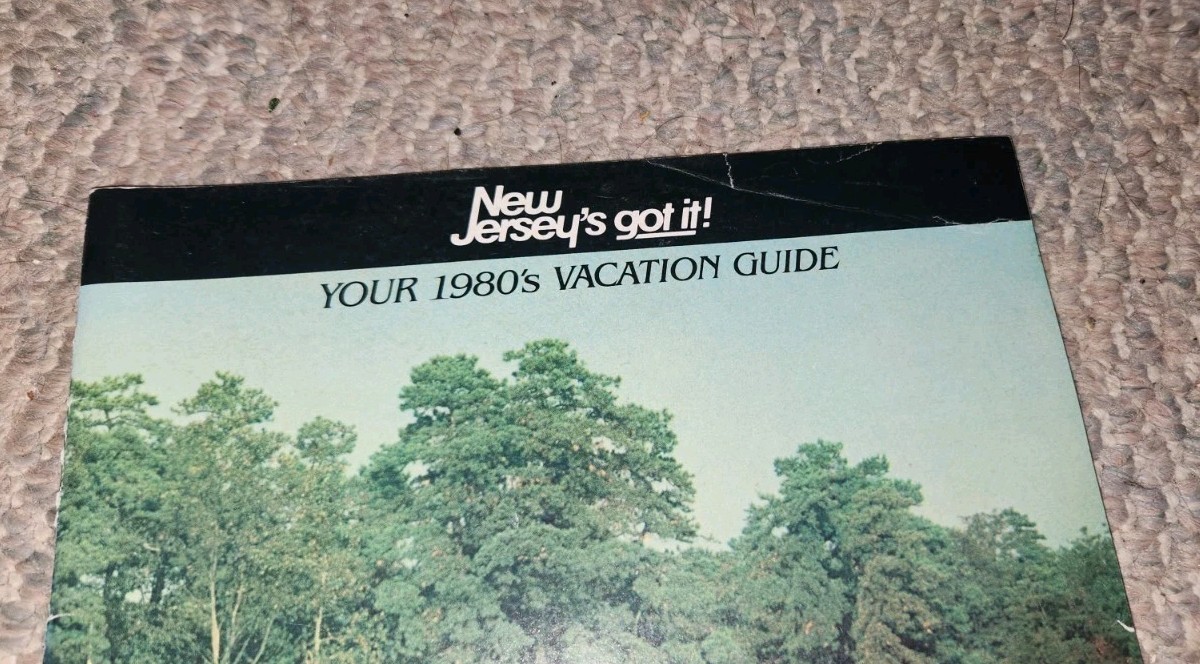 New
Jersey's got it!
YOUR 1980's VACATION GUIDE